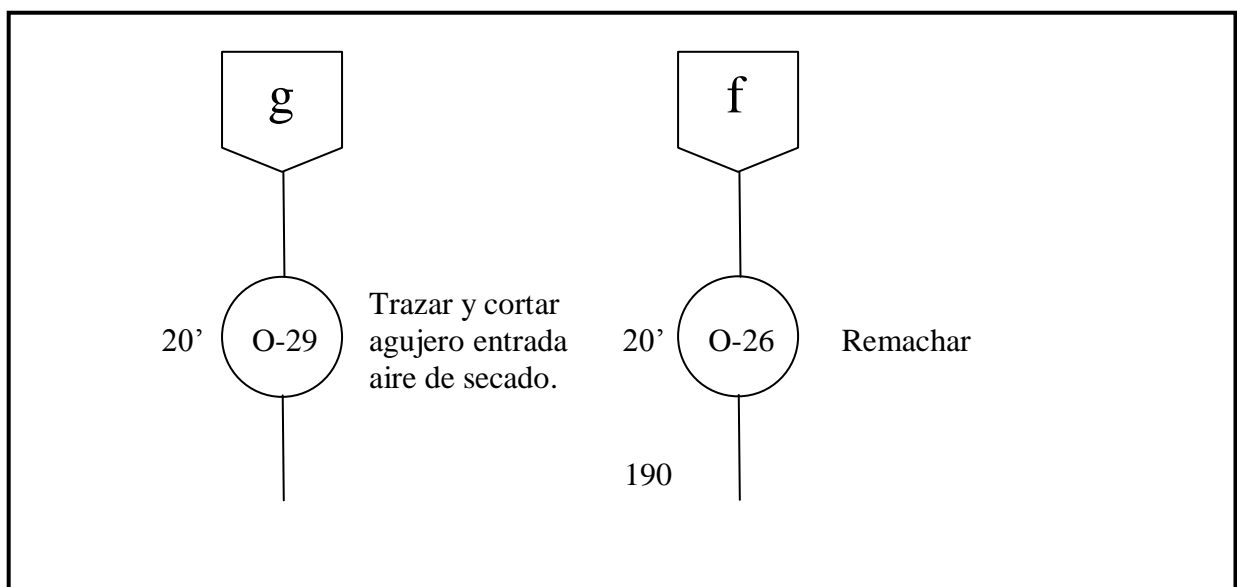 g
f
20’
O-29
Trazar y cortar
agujero entrada
aire de secado.
20’
O-26
Remachar
190